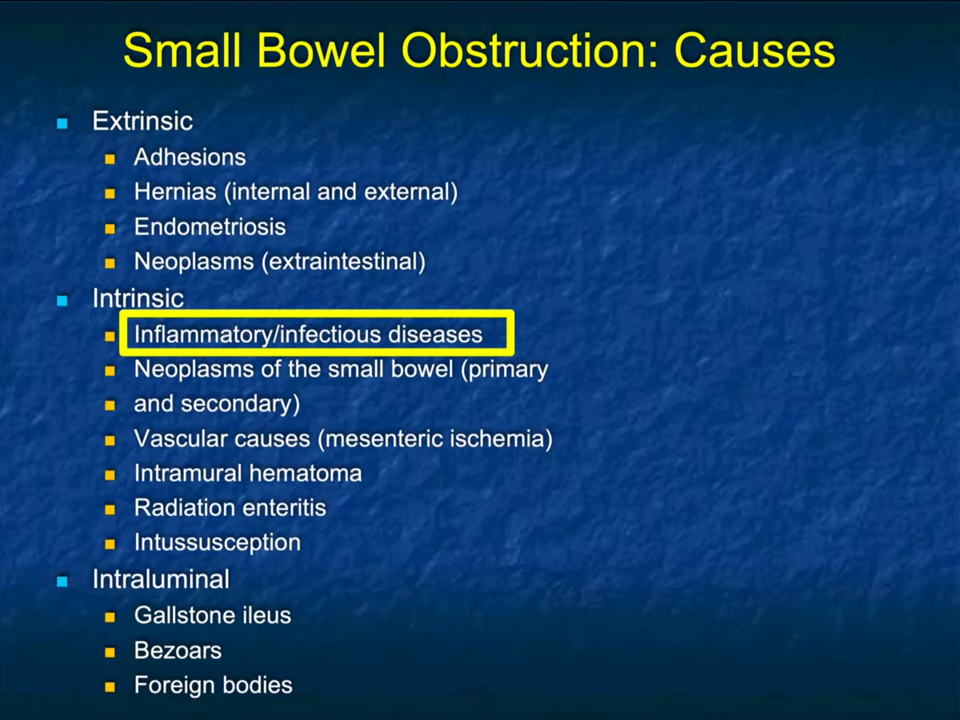 Small Bowel Obstruction: Causes
Extrinsic
Adhesions
Hernias (internal and external)
Endometriosis
Neoplasms (extraintestinal)
Intrinsic
Inflammatory/infectious diseases
Neoplasms of the small bowel (primary
and secondary)
Vascular causes (mesenteric ischemia)
Intramural hematoma
Radiation enteritis
Intussusception
Intraluminal
Gallstone ileus
Bezoars
Foreign bodies